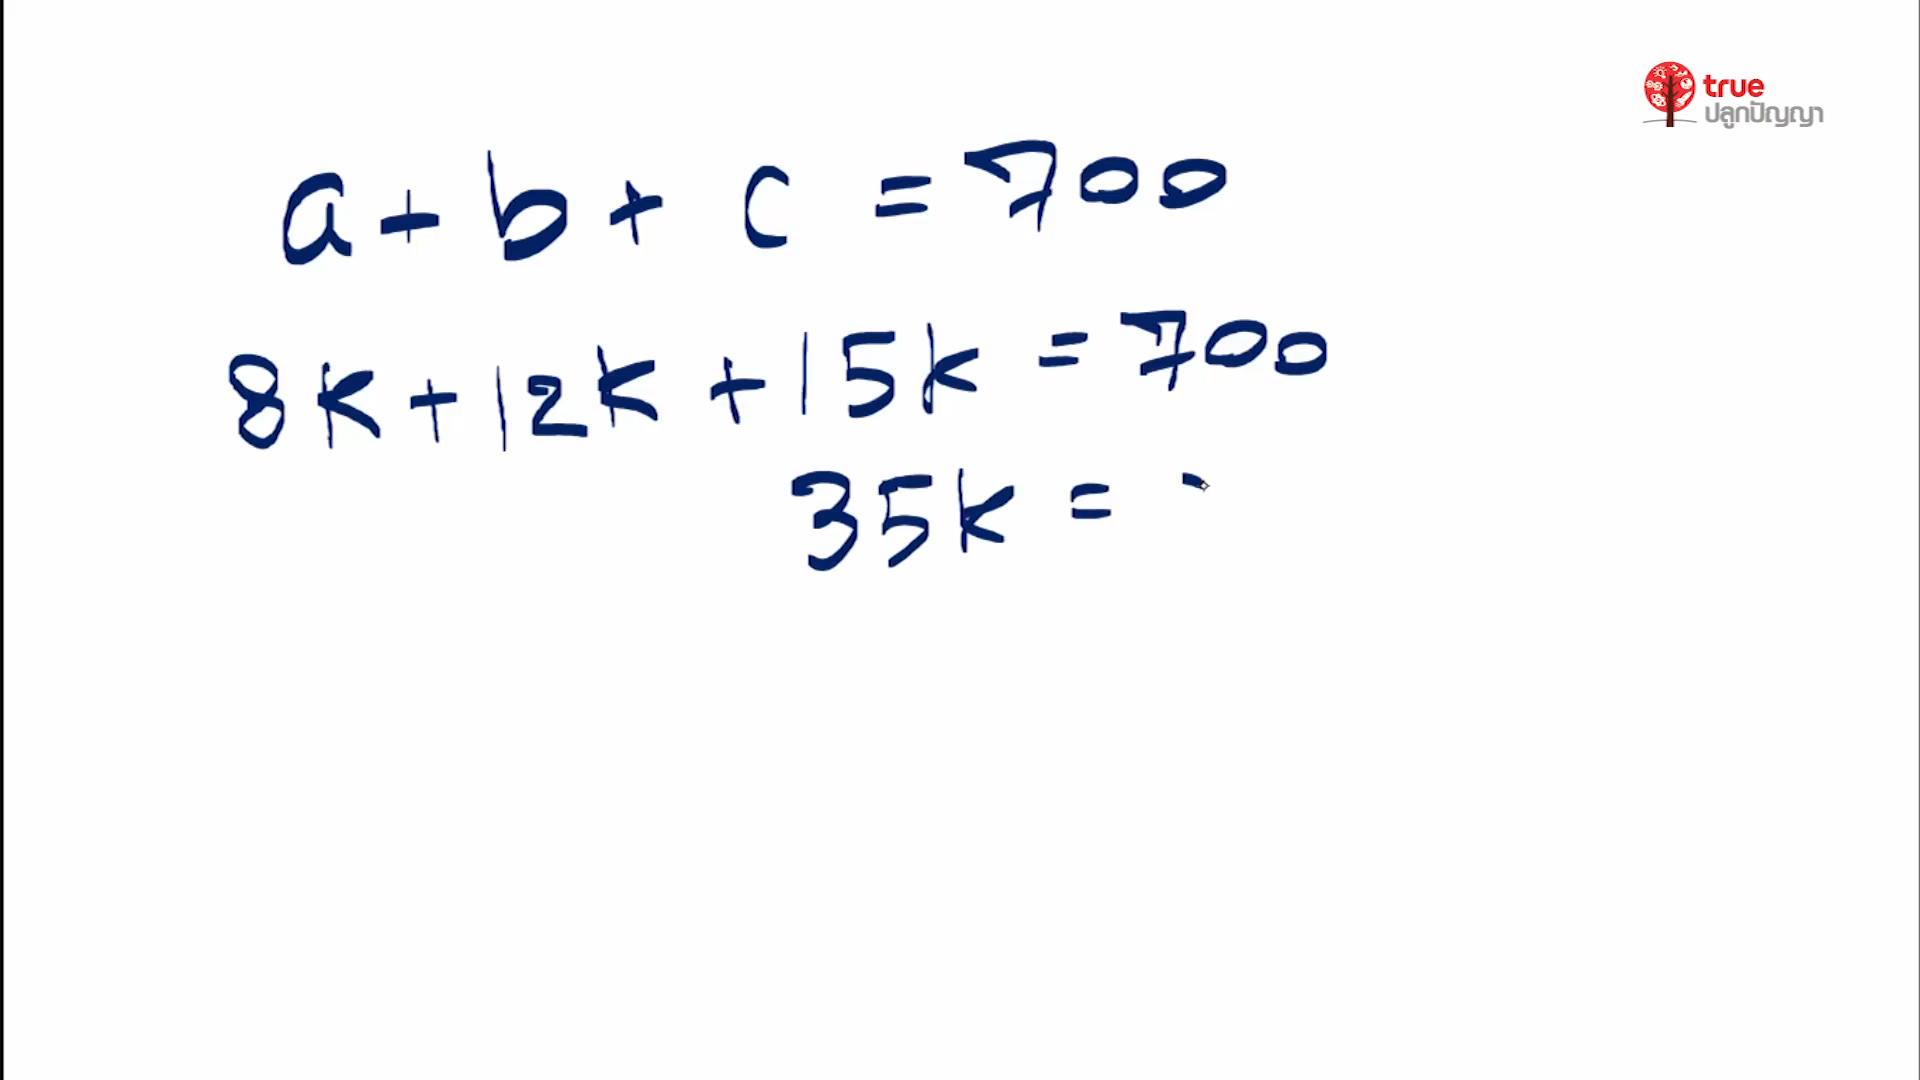 true
ปลูกปัญญา
a + b + c = 700
8k + 12k + 15k = 700
35k =